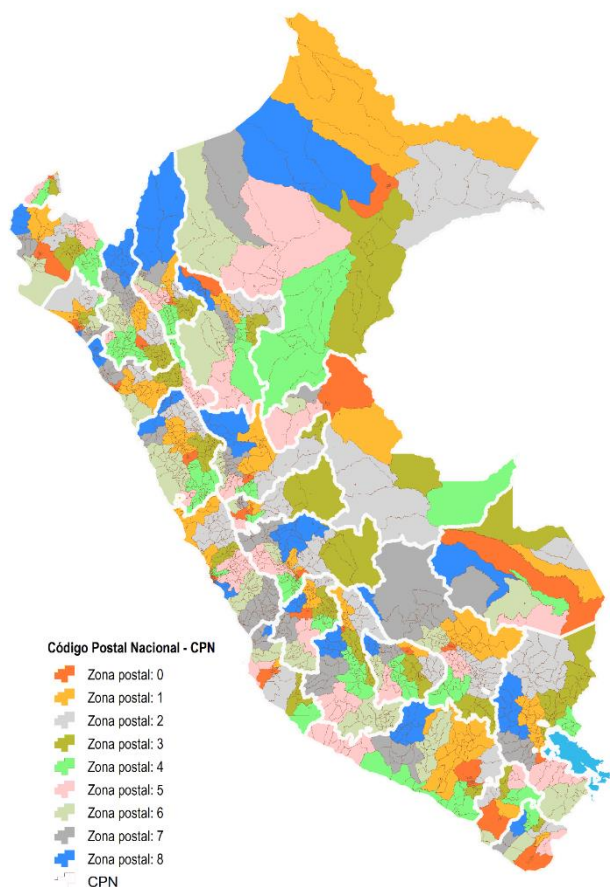 Código Postal Nacional - CPN
Zona postal: 0
Zona postal: 1
Zona postal: 2
Zona postal: 3
Zona postal: 4
Zona postal: 5
Zona postal: 6
Zona postal: 7
Zona postal: 8
CPN